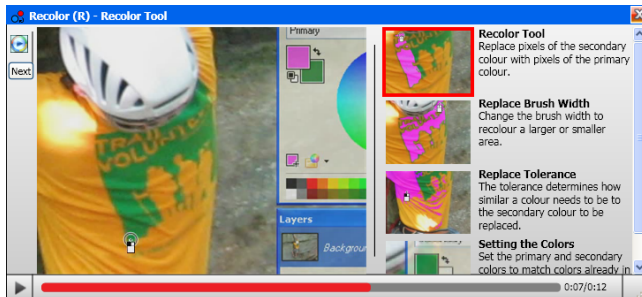 Recolor (R) - Recolor Tool
Next
Primary
TRAIL
VOLUNTEER
Layers
Backgrou
Recolor Tool
Replace pixels of the secondary
colour with pixels of the primary
colour.
Replace Brush Width
Change the brush width to
recolour a larger or smaller
area.
Replace Tolerance
The tolerance determines how
similar a colour needs to be to
the secondary colour to be
replaced.
Setting the Colors
Set the primary and secondary
colors to match colors already in
0:07/0:12